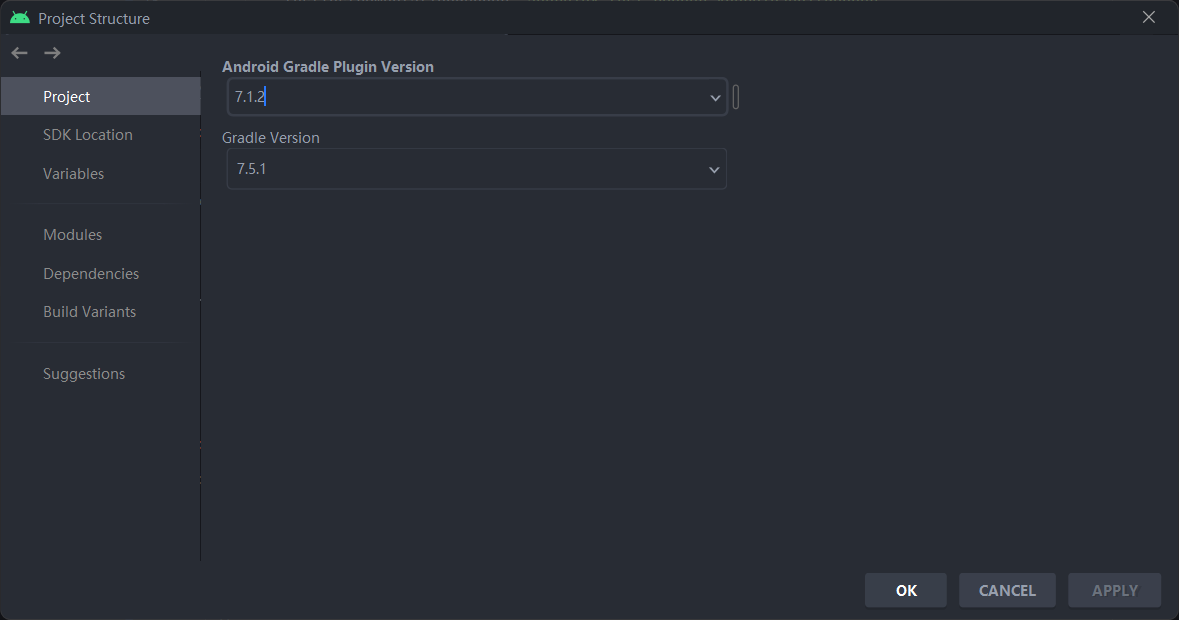 Project Structure
Android Gradle Plugin Version
Project
7.1.2
SDK Location
Gradle Version
Variables
7.5.1
Modules
Dependencies
Build Variants
Suggestions
OK
CANCEL
APPLY